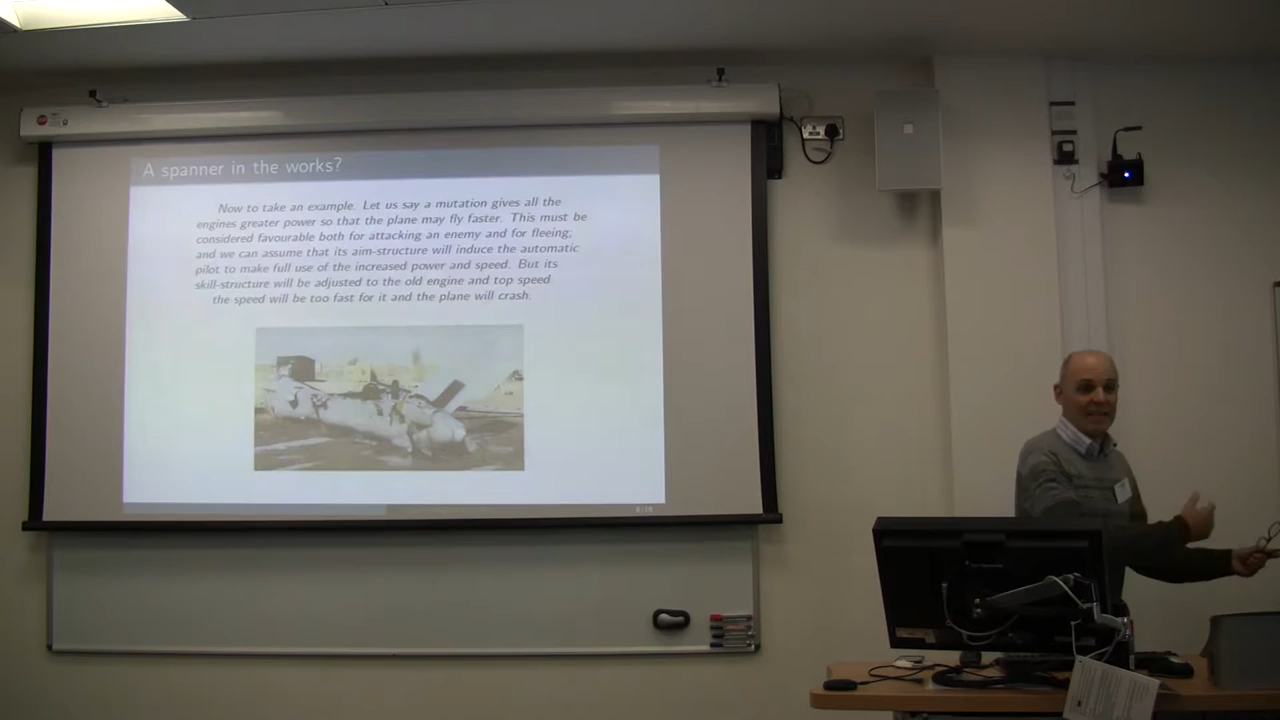 A spanner in the works?
Now to take an example. Let us say a mutation gives all the
engines greater power so that the plane may fly faster. This must be
considered favourable both for attacking an enemy and for fleeing;
and we can assume that its aim-structure will induce the automatic
pilot to make full use of the increased power and speed. But its
skill-structure will be adjusted to the old engine and top speed
the speed will be too fast for it and the plane will crash.